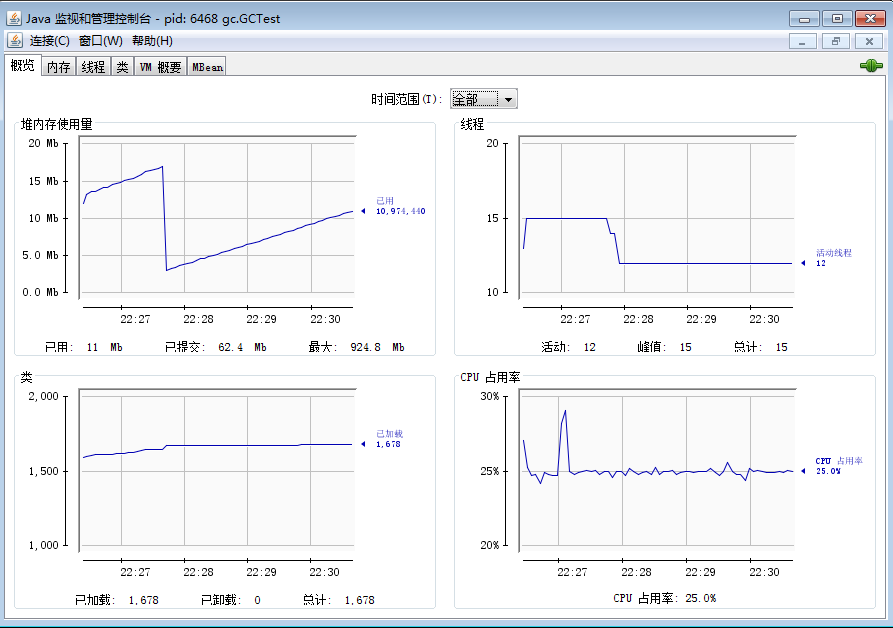 Java 监视和管理控制台 - pid: 6468 gc.GCTest
连接(C) 窗口(W) 帮助(H)
概览 内存 线程 类 VM 概要 MBean
时间范围(T): 全部
堆内存使用量
20 Mb
15 Mb
10 Mb
5.0 Mb
0.0 Mb
已用
10,974,440
22:27 22:28 22:29 22:30
已用: 11 Mb 已提交: 62.4 Mb 最大: 924.8 Mb
线程
20
15
10
活动线程
12
22:27 22:28 22:29 22:30
活动: 12 峰值: 15 总计: 15
类
2,000
1,500
1,000
已加载
1,678
22:27 22:28 22:29 22:30
已加载: 1,678 已卸载: 0 总计: 1,678
CPU 占用率
30%
25%
20%
CPU 占用率
25.0%
22:27 22:28 22:29 22:30
CPU 占用率: 25.0%